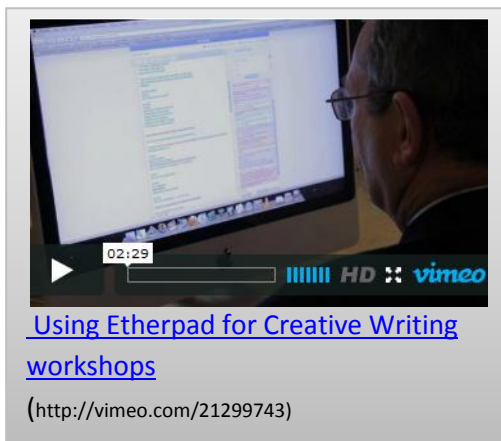 02:29
HD vimeo
Using Etherpad for Creative Writing
workshops
(http://vimeo.com/21299743)